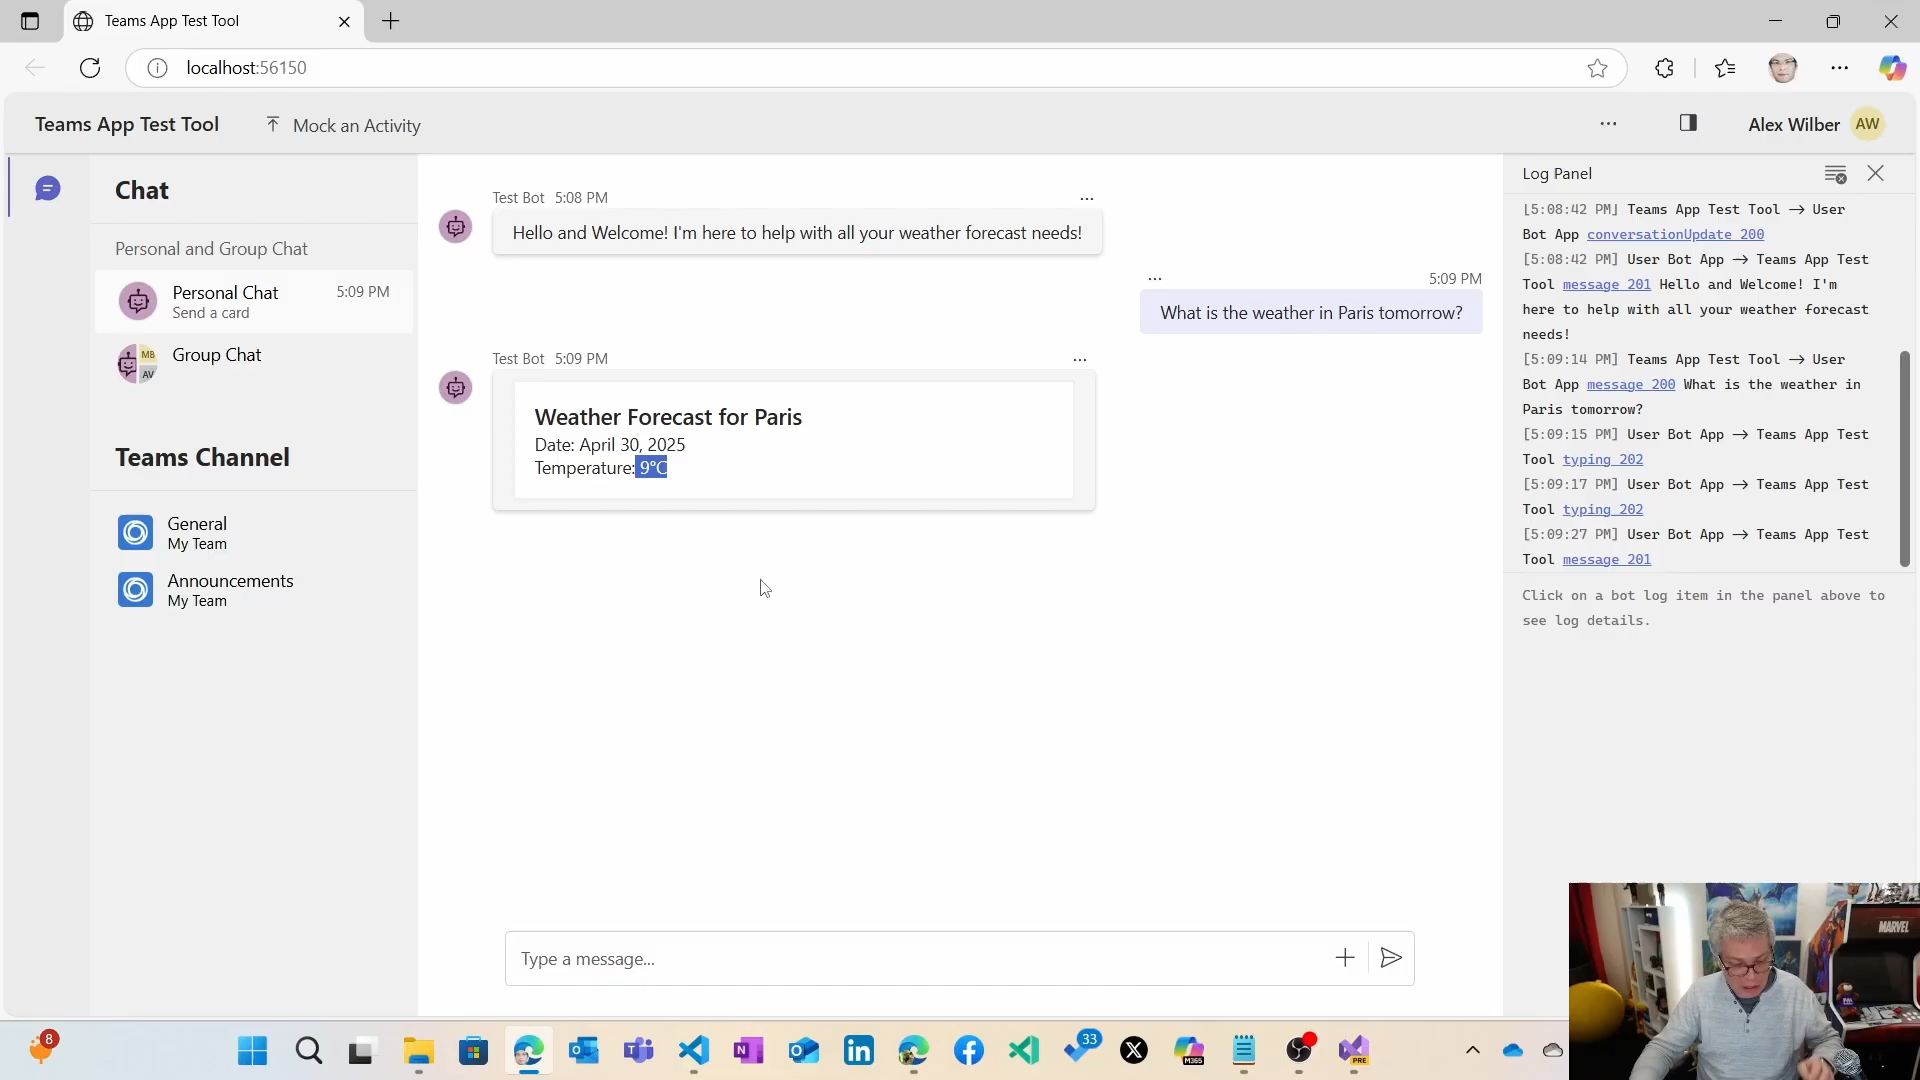 Teams App Test Tool
localhost:56150
Teams App Test Tool
Mock an Activity
Alex Wilber
AW
Chat
Personal and Group Chat
Personal Chat
5:09 PM
Send a card
MB
AV
Group Chat
Teams Channel
General
My Team
Announcements
My Team
Test Bot 5:08 PM
Hello and Welcome! I'm here to help with all your weather forecast needs!
5:09 PM
What is the weather in Paris tomorrow?
Test Bot 5:09 PM
Weather Forecast for Paris
Date: April 30, 2025
Temperature: 9°C
Type a message...
Log Panel
[5:08:42 PM] Teams App Test Tool → User
Bot App conversationUpdate 200
[5:08:42 PM] User Bot App → Teams App Test
Tool message 201 Hello and Welcome! I'm
here to help with all your weather forecast
needs!
[5:09:14 PM] Teams App Test Tool → User
Bot App message 200 What is the weather in
Paris tomorrow?
[5:09:15 PM] User Bot App → Teams App Test
Tool typing 202
[5:09:17 PM] User Bot App → Teams App Test
Tool typing 202
[5:09:27 PM] User Bot App → Teams App Test
Tool message 201
Click on a bot log item in the panel above to
see log details.
MARVEL
8
33
M365
PRE